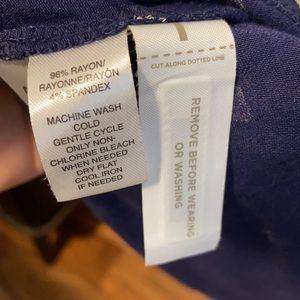 96% RAYON/
RAYONNE/RAYÓN
4% SPANDEX
MACHINE WASH
COLD
GENTLE CYCLE
ONLY NON-
CHLORINE BLEACH
WHEN NEEDED
DRY FLAT
COOL IRON
IF NEEDED
CUT ALONG DOTTED LINE
REMOVE BEFORE WEARING
OR WASHING